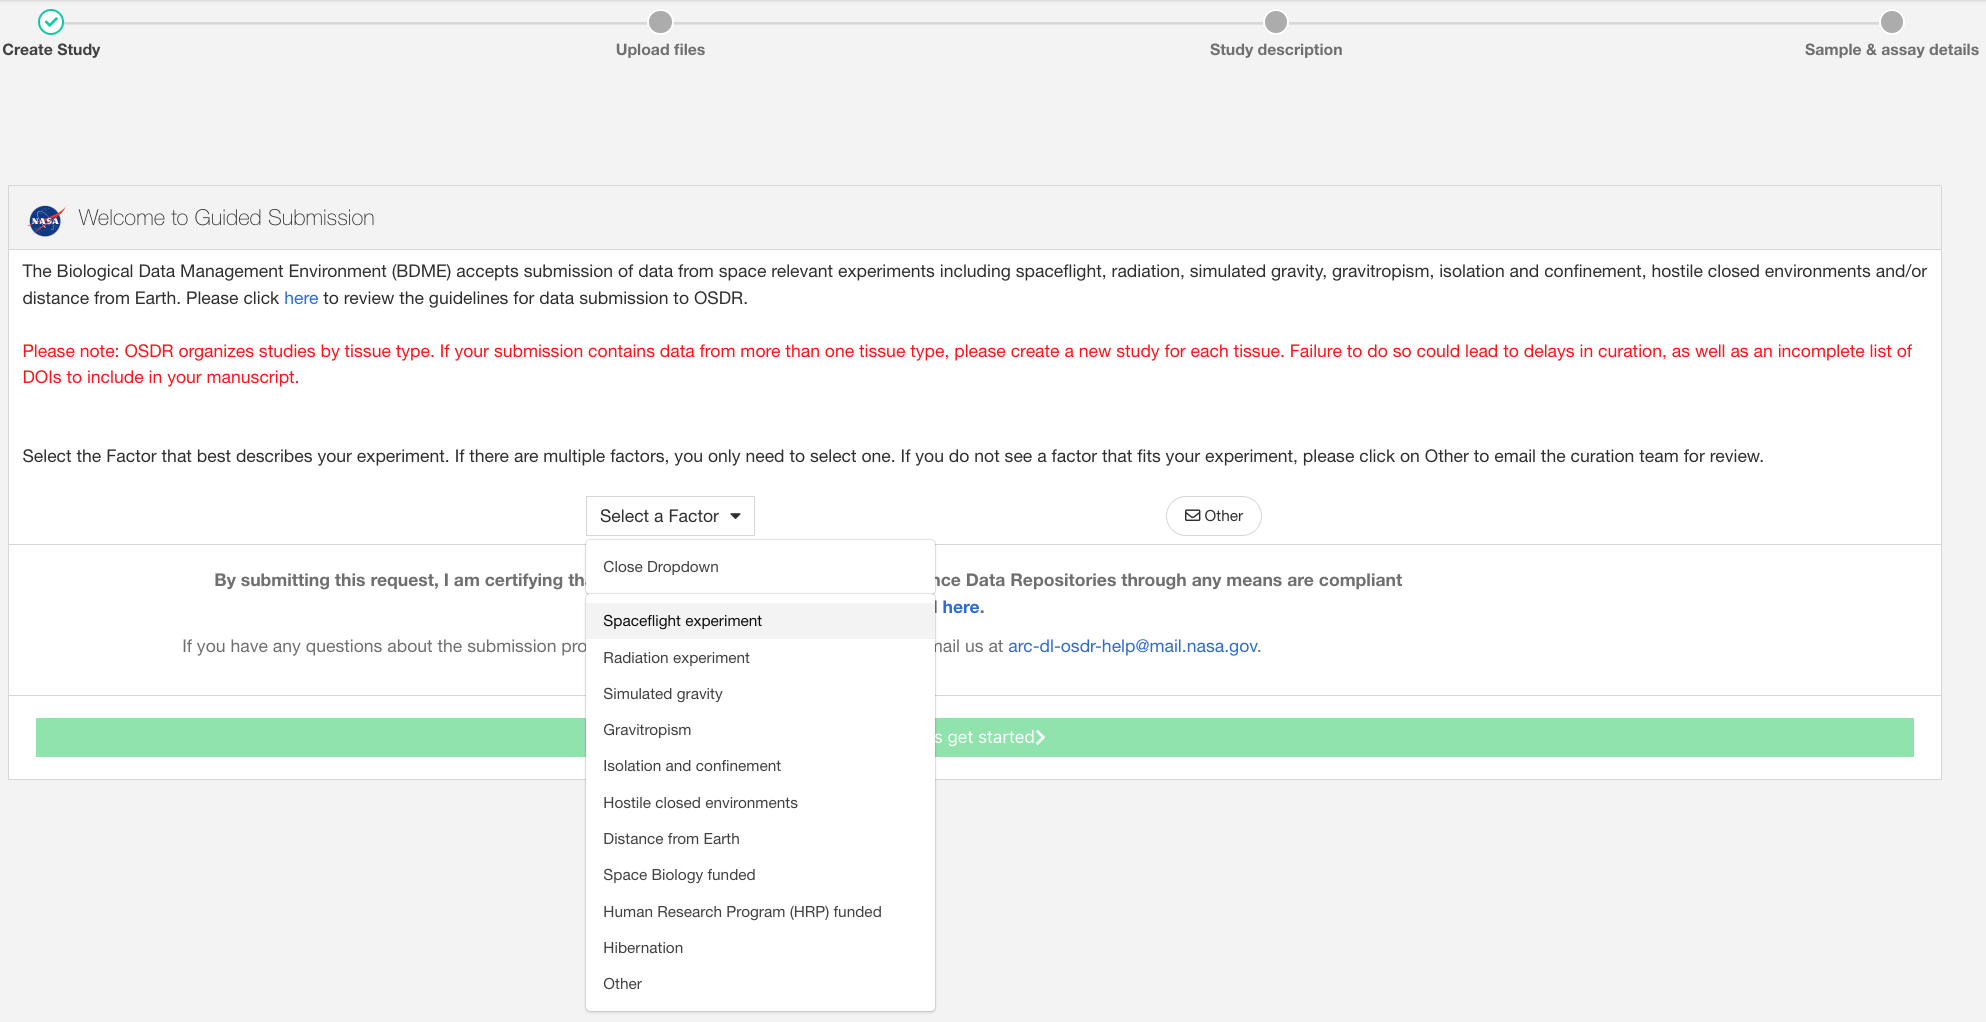 Create Study
Upload files
Study description
Sample & assay details
NASA
Welcome to Guided Submission
The Biological Data Management Environment (BDME) accepts submission of data from space relevant experiments including spaceflight, radiation, simulated gravity, gravitropism, isolation and confinement, hostile closed environments and/or
distance from Earth. Please click here to review the guidelines for data submission to OSDR.
Please note: OSDR organizes studies by tissue type. If your submission contains data from more than one tissue type, please create a new study for each tissue. Failure to do so could lead to delays in curation, as well as an incomplete list of
DOIs to include in your manuscript.
Select the Factor that best describes your experiment. If there are multiple factors, you only need to select one. If you do not see a factor that fits your experiment, please click on Other to email the curation team for review.
Select a Factor
Other
Close Dropdown
By submitting this request, I am certifying Data Repositories through any means are compliant
here.
If you have any questions about the submission us at arc-dl-osdr-help@mail.nasa.gov.
get started
Spaceflight experiment
Radiation experiment
Simulated gravity
Gravitropism
Isolation and confinement
Hostile closed environments
Distance from Earth
Space Biology funded
Human Research Program (HRP) funded
Hibernation
Other